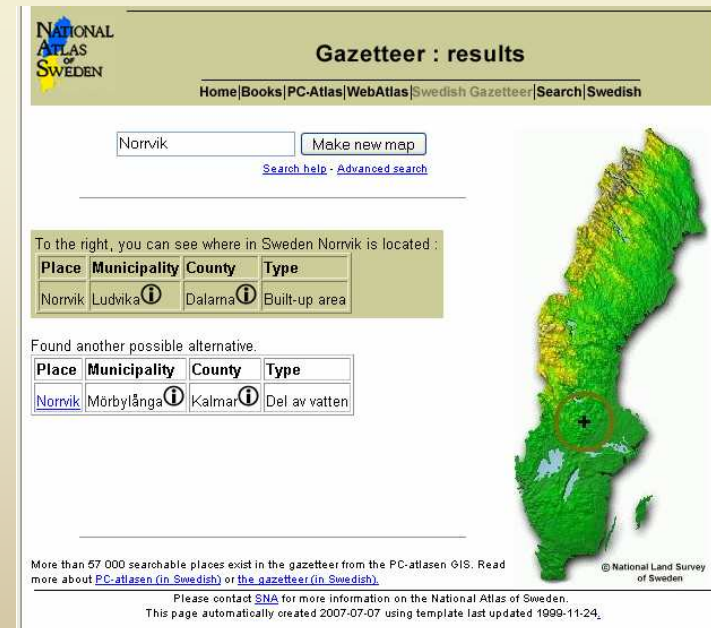 NATIONAL
ATLAS
OF
SWEDEN
Gazetteer : results
Home|Books|PC-Atlas|WebAtlas|Swedish Gazetteer|Search|Swedish
Norrvik
Make new map
Search help - Advanced search
To the right, you can see where in Sweden Norrvik is located :
Place Municipality County Type
Norrvik Ludvika Dalarna Built-up area
Found another possible alternative.
Place Municipality County Type
Norrvik Mörbylånga Kalmar Del av vatten
© National Land Survey
of Sweden
More than 57 000 searchable places exist in the gazetteer from the PC-atlasen GIS. Read
more about PC-atlasen (in Swedish) or the gazetteer (in Swedish).
Please contact SNA for more information on the National Atlas of Sweden.
This page automatically created 2007-07-07 using template last updated 1999-11-24.